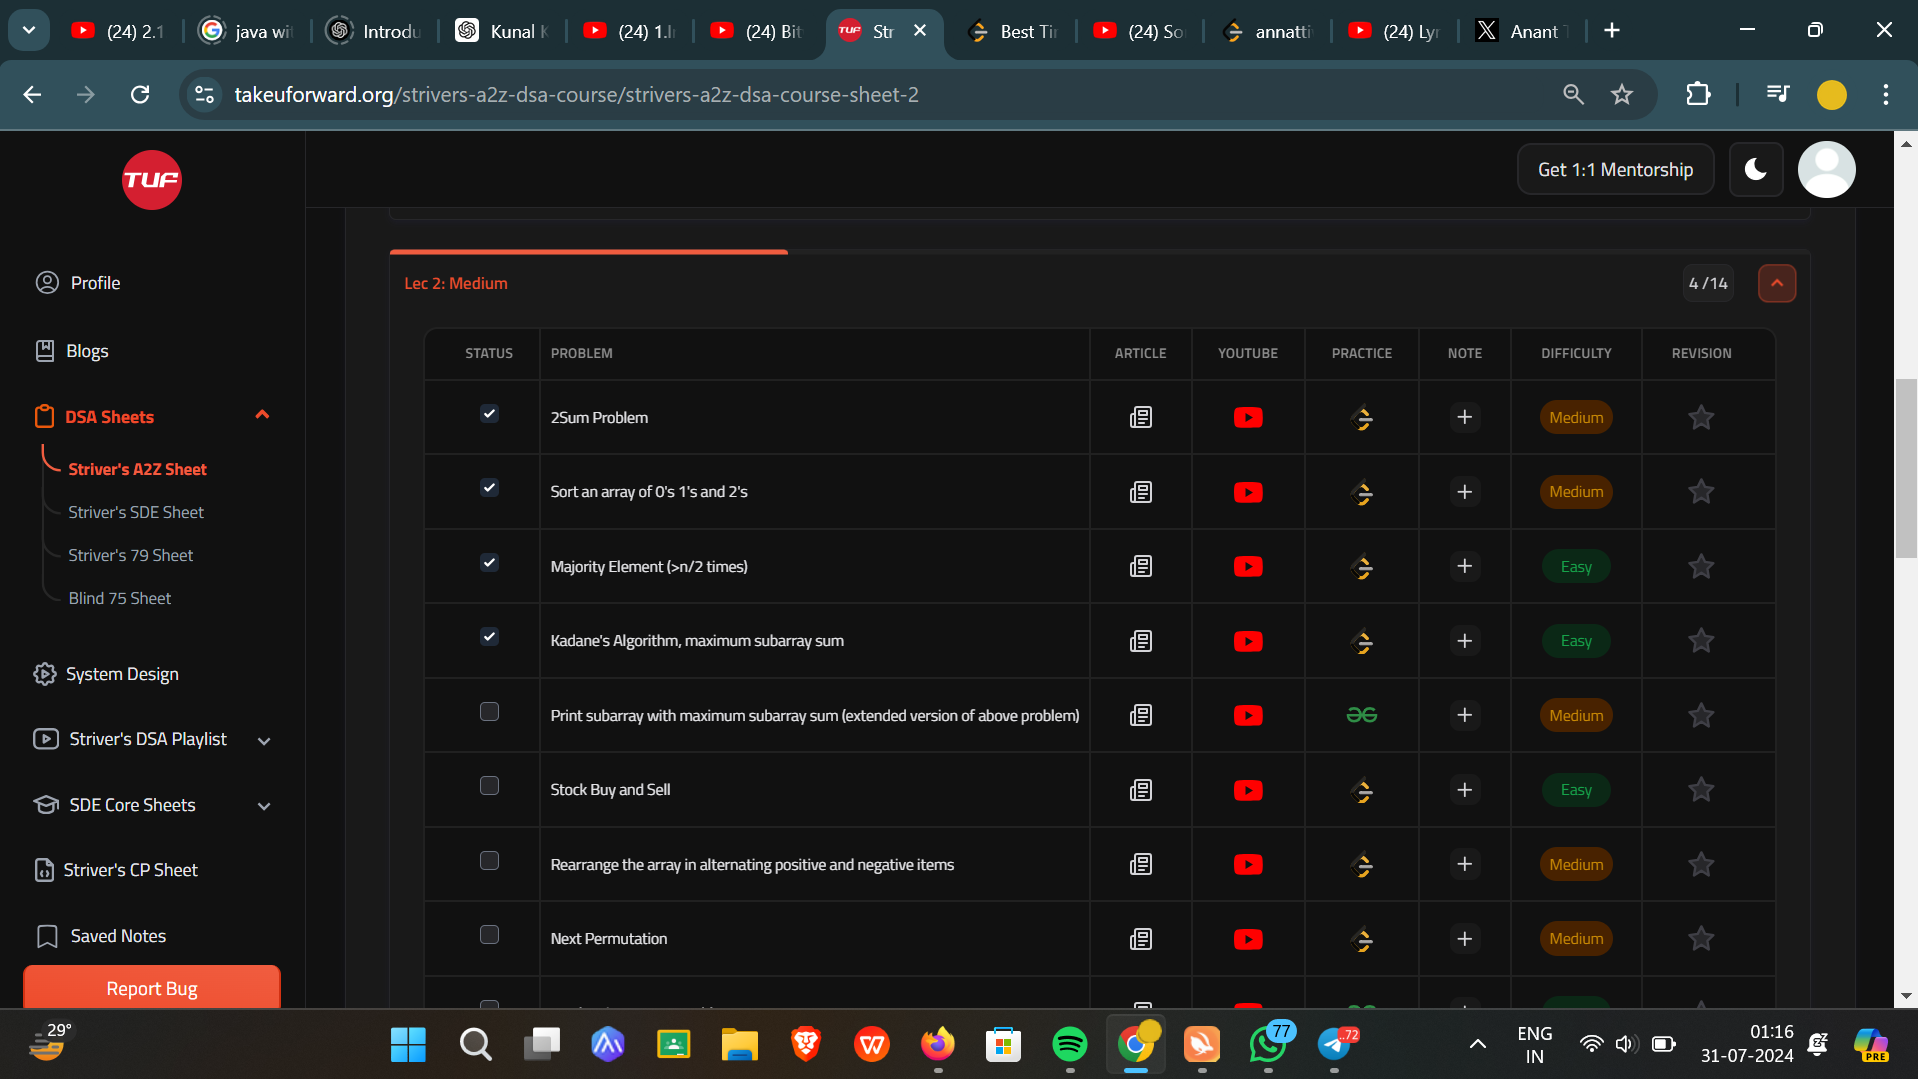 (24) 2.1
java wit
Introdu
Kunal K
(24) 1.In
(24) Bit
TUF
Str
Best Tin
(24) So
annatti
(24) Lyr
Anant T
takeuforward.org/strivers-a2z-dsa-course/strivers-a2z-dsa-course-sheet-2
TUF
Get 1:1 Mentorship
Profile
Blogs
DSA Sheets
Striver's A2Z Sheet
Striver's SDE Sheet
Striver's 79 Sheet
Blind 75 Sheet
System Design
Striver's DSA Playlist
SDE Core Sheets
Striver's CP Sheet
Saved Notes
Report Bug
Lec 2: Medium
4 /14
STATUS PROBLEM ARTICLE YOUTUBE PRACTICE NOTE DIFFICULTY REVISION
2Sum Problem Medium
Sort an array of 0's 1's and 2's Medium
Majority Element (>n/2 times) Easy
Kadane's Algorithm, maximum subarray sum Easy
Print subarray with maximum subarray sum (extended version of above problem) Medium
Stock Buy and Sell Easy
Rearrange the array in alternating positive and negative items Medium
Next Permutation Medium
29°
77
..72
ENG
IN
01:16
31-07-2024
PRE